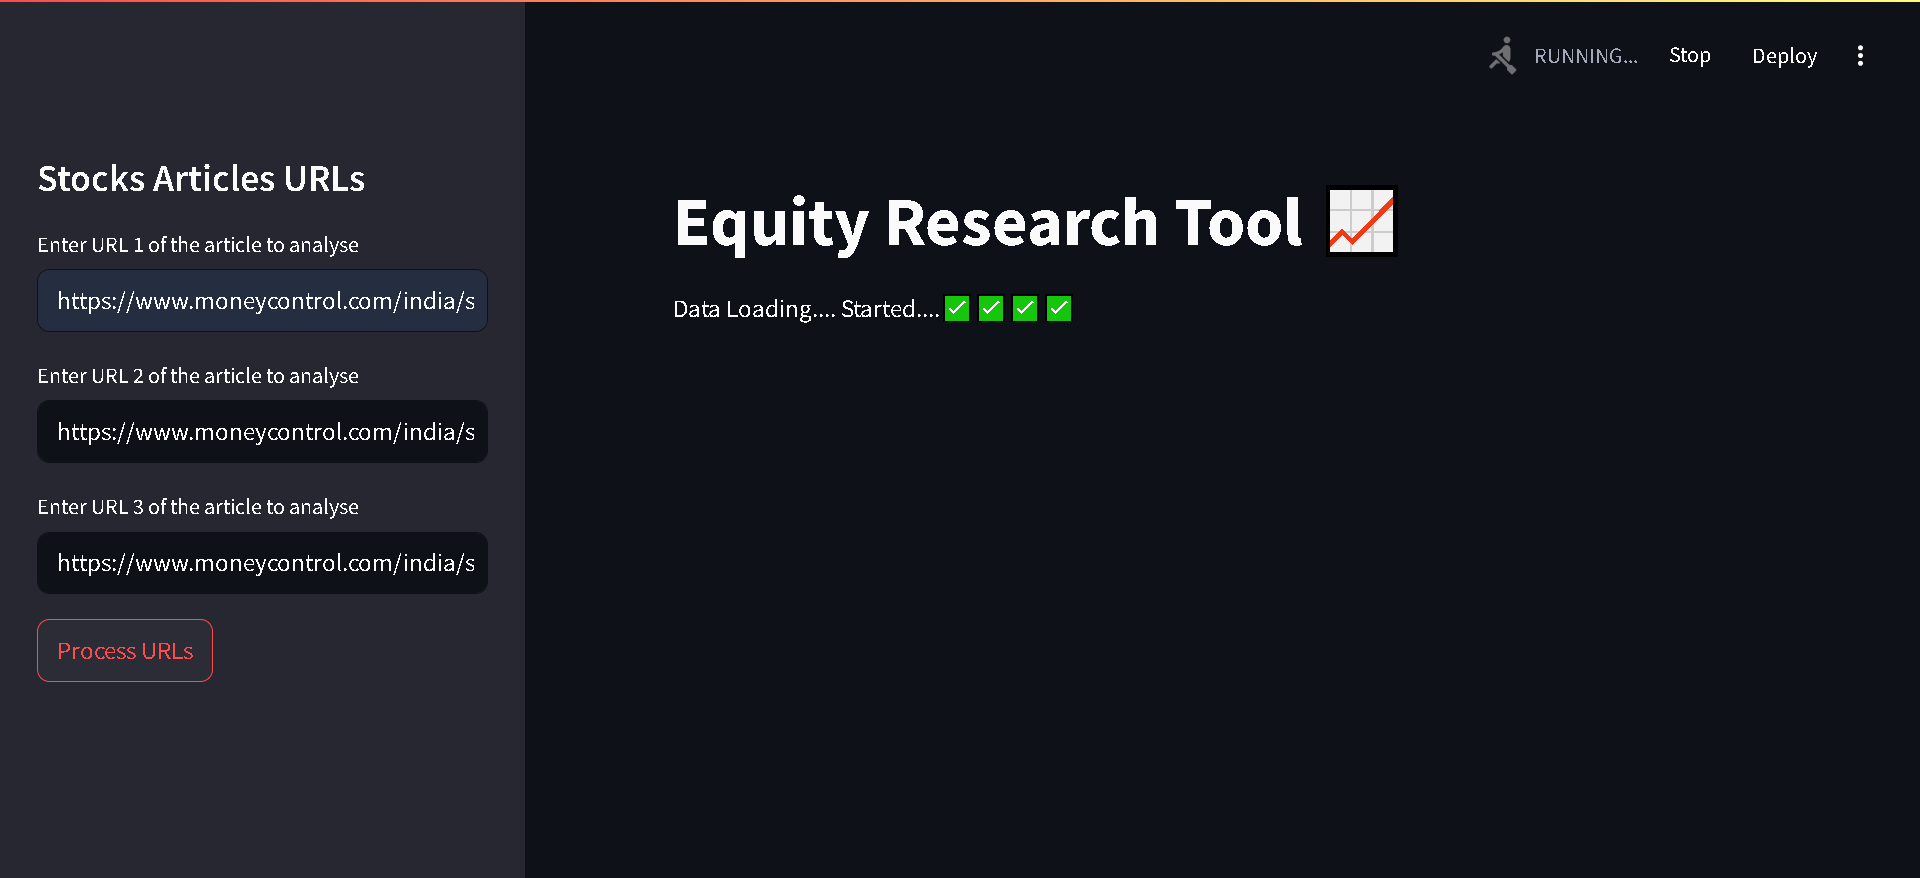 RUNNING...
Stop
Deploy
Stocks Articles URLs
Enter URL 1 of the article to analyse
https://www.moneycontrol.com/india/s
Enter URL 2 of the article to analyse
https://www.moneycontrol.com/india/s
Enter URL 3 of the article to analyse
https://www.moneycontrol.com/india/s
Process URLs
Equity Research Tool 📈
Data Loading.... Started....✅ ✅ ✅ ✅